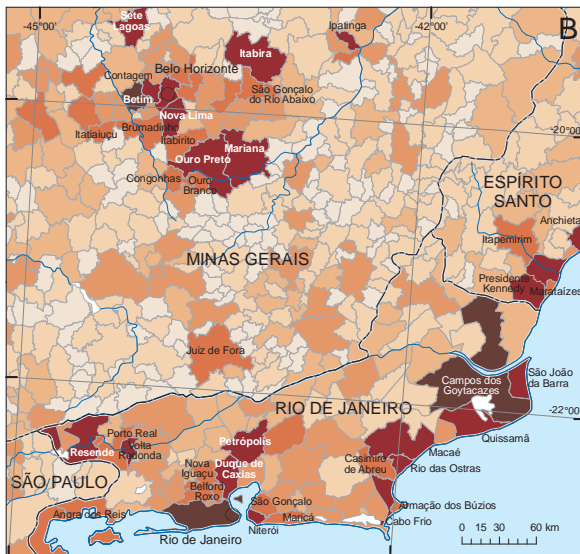 -45°00'
-42°00'
B
Sete
Lagoas
Ipatinga
Itabira
Contagem
Belo Horizonte
São Gonçalo
do Rio Abaixo
Betim
Nova Lima
Brumadinho
Itatiaiuçu
Itabirito
-20°00'
Mariana
Ouro Preto
Congonhas
Ouro
Branco
ESPÍRITO
SANTO
Anchieta
Itapemirim
MINAS GERAIS
Presidente
Kennedy
Marataízes
Juiz de Fora
São João
da Barra
Campos dos
Goytacazes
RIO DE JANEIRO
-22°00'
Quissamã
Porto Real
Volta
Redonda
Resende
Petrópolis
Macaé
Rio das Ostras
Casimiro
de Abreu
Nova
Iguaçu
Duque de
Caxias
Belford
Roxo
SÃO PAULO
Angra dos Reis
São Gonçalo
Armação dos Búzios
Maricá
Cabo Frio
Rio de Janeiro
Niterói
0 15 30 60 km